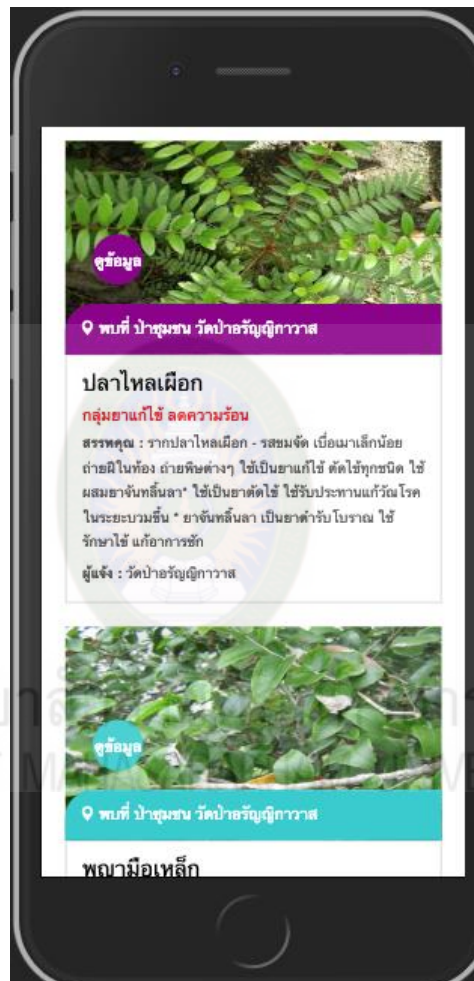 ดูข้อมูล
พบที่ ป่าชุมชน วัดป่าอรัญญิกาวาส
ปลาไหลเผือก
กลุ่มยาแก้ไข้ ลดความร้อน
สรรพคุณ : รากปลาไหลเผือก - รสขมจัด เบื่อเมาเล็กน้อย
ถ่ายฝีในท้อง ถ่ายพิษต่างๆ ใช้เป็นยาแก้ไข้ ตัดไข้ทุกชนิด ใช้
ผสมยาจันทลิ้นลา* ใช้เป็นยาตัดไข้ ใช้รับประทานแก้วัณโรค
ในระยะบวมขึ้น * ยาจันทลิ้นลา เป็นยาตำรับโบราณ ใช้
รักษาไข้ แก้อาการชัก
ผู้แจ้ง : วัดป่าอรัญญิกาวาส
ดูข้อมูล
พบที่ ป่าชุมชน วัดป่าอรัญญิกาวาส
พญามือเหล็ก